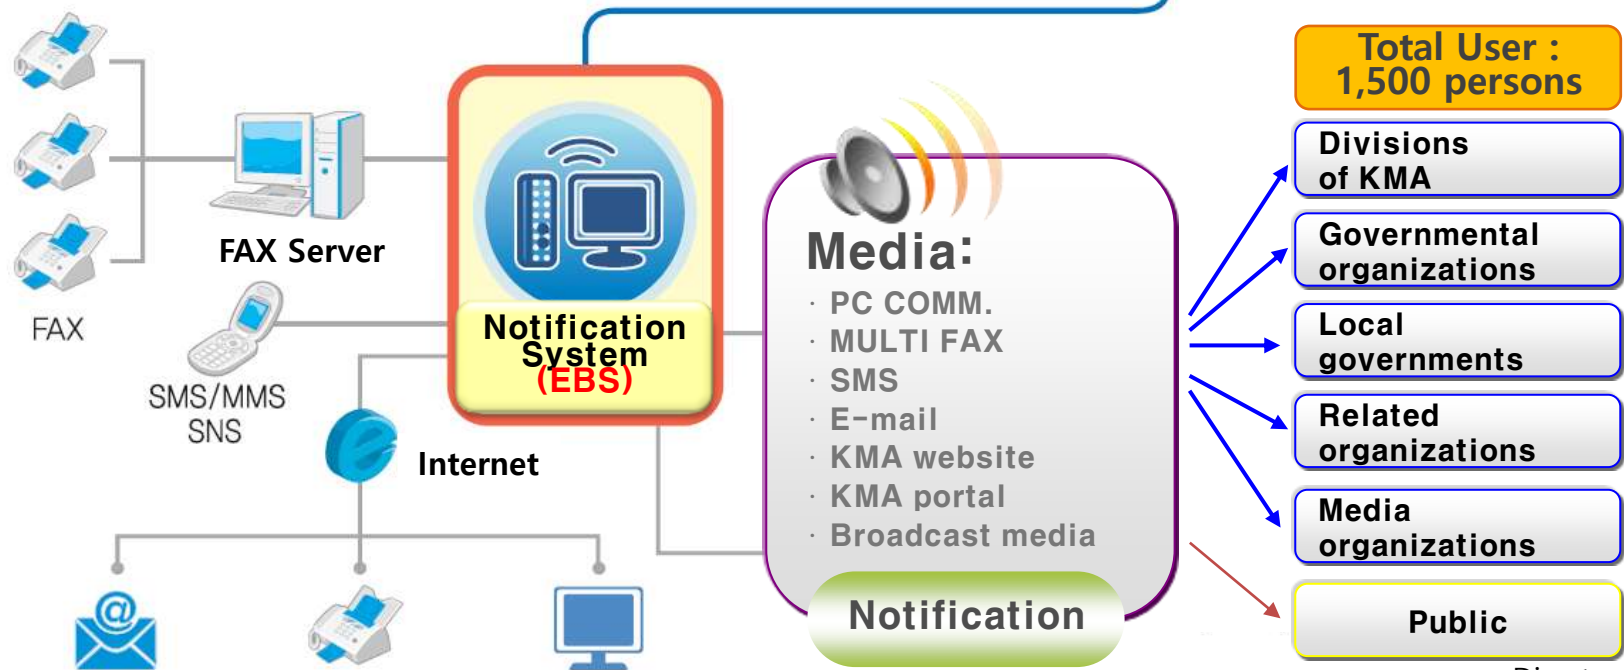 FAX Server
FAX
SMS/MMS
SNS
Internet
Notification
System
(EBS)
Media:
· PC COMM.
· MULTI FAX
· SMS
· E-mail
· KMA website
· KMA portal
· Broadcast media
Notification
Total User :
1,500 persons
Divisions
of KMA
Governmental
organizations
Local
governments
Related
organizations
Media
organizations
Public
@